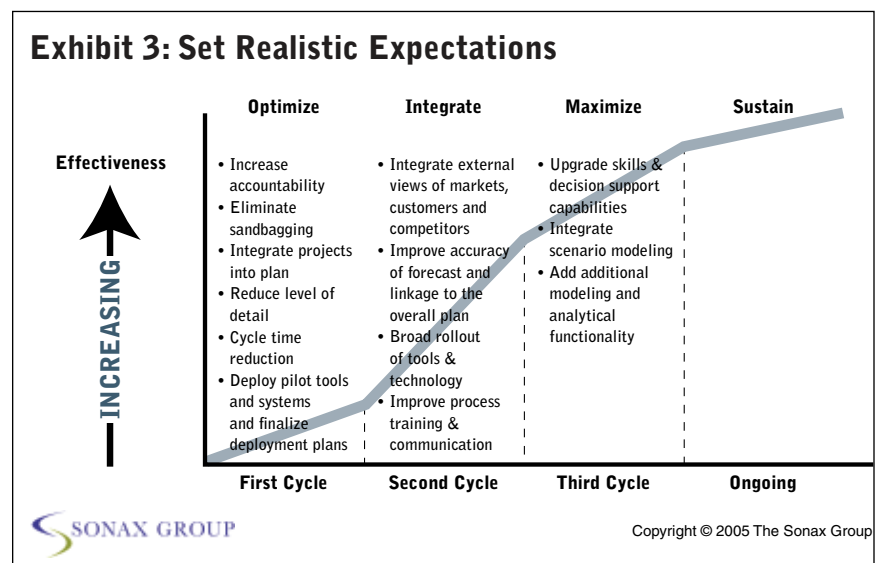 Exhibit 3: Set Realistic Expectations
Optimize
Integrate
Maximize
Sustain
Effectiveness
INCREASING
• Increase
accountability
• Eliminate
sandbagging
• Integrate projects
into plan
• Reduce level of
detail
• Cycle time
reduction
• Deploy pilot tools
and systems
and finalize
deployment plans
• Integrate external
views of markets,
customers and
competitors
• Improve accuracy
of forecast and
linkage to the
overall plan
• Broad rollout
of tools &
technology
• Improve process
training &
communication
• Upgrade skills &
decision support
capabilities
• Integrate
scenario modeling
• Add additional
modeling and
analytical
functionality
First Cycle
Second Cycle
Third Cycle
Ongoing
SONAX GROUP
Copyright © 2005 The Sonax Group